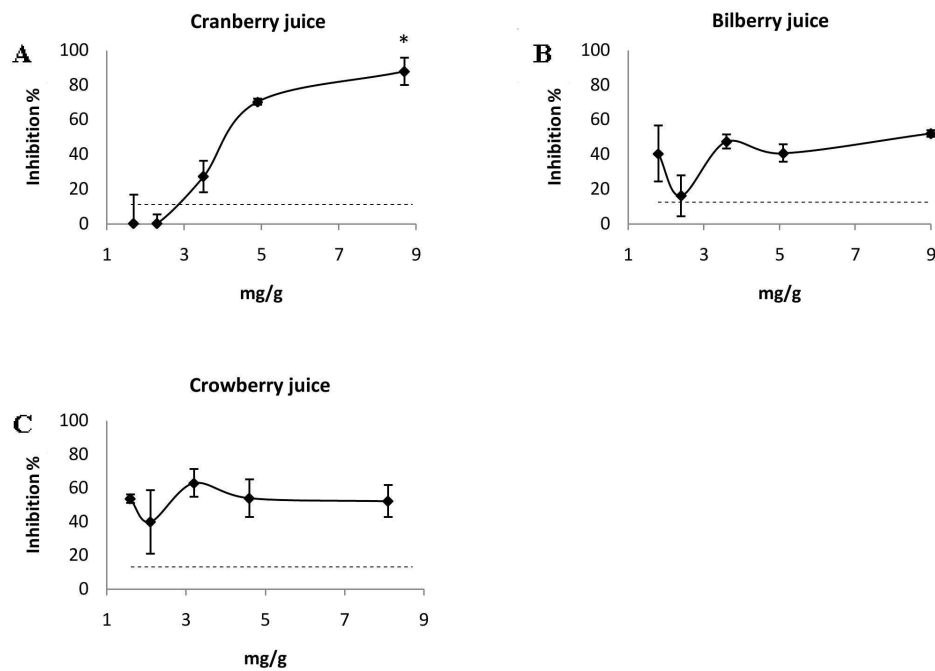 Cranberry juice
A
*
Inhibition %
100
80
60
40
20
0
1 3 5 7 9
mg/g
Bilberry juice
B
Inhibition %
100
80
60
40
20
0
1 3 5 7 9
mg/g
Crowberry juice
C
Inhibition %
100
80
60
40
20
0
1 3 5 7 9
mg/g